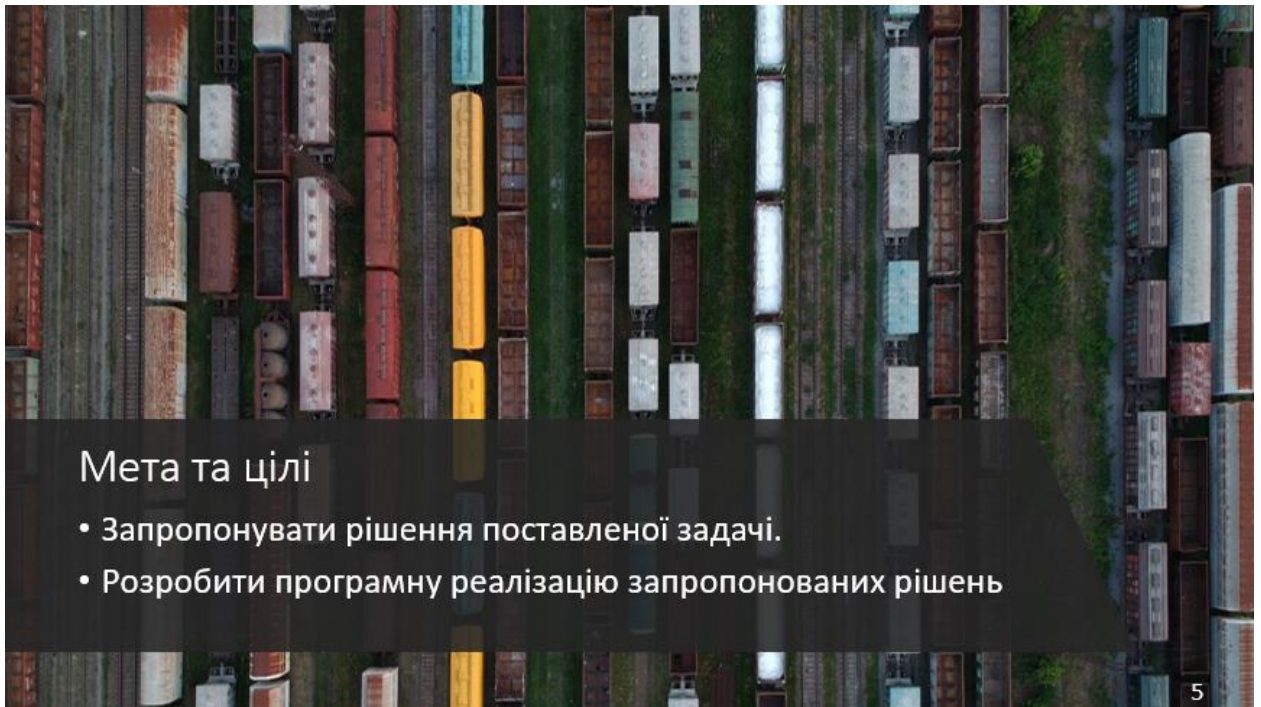 Мета та цілі
• Запропонувати рішення поставленої задачі.
• Розробити програмну реалізацію запропонованих рішень
5